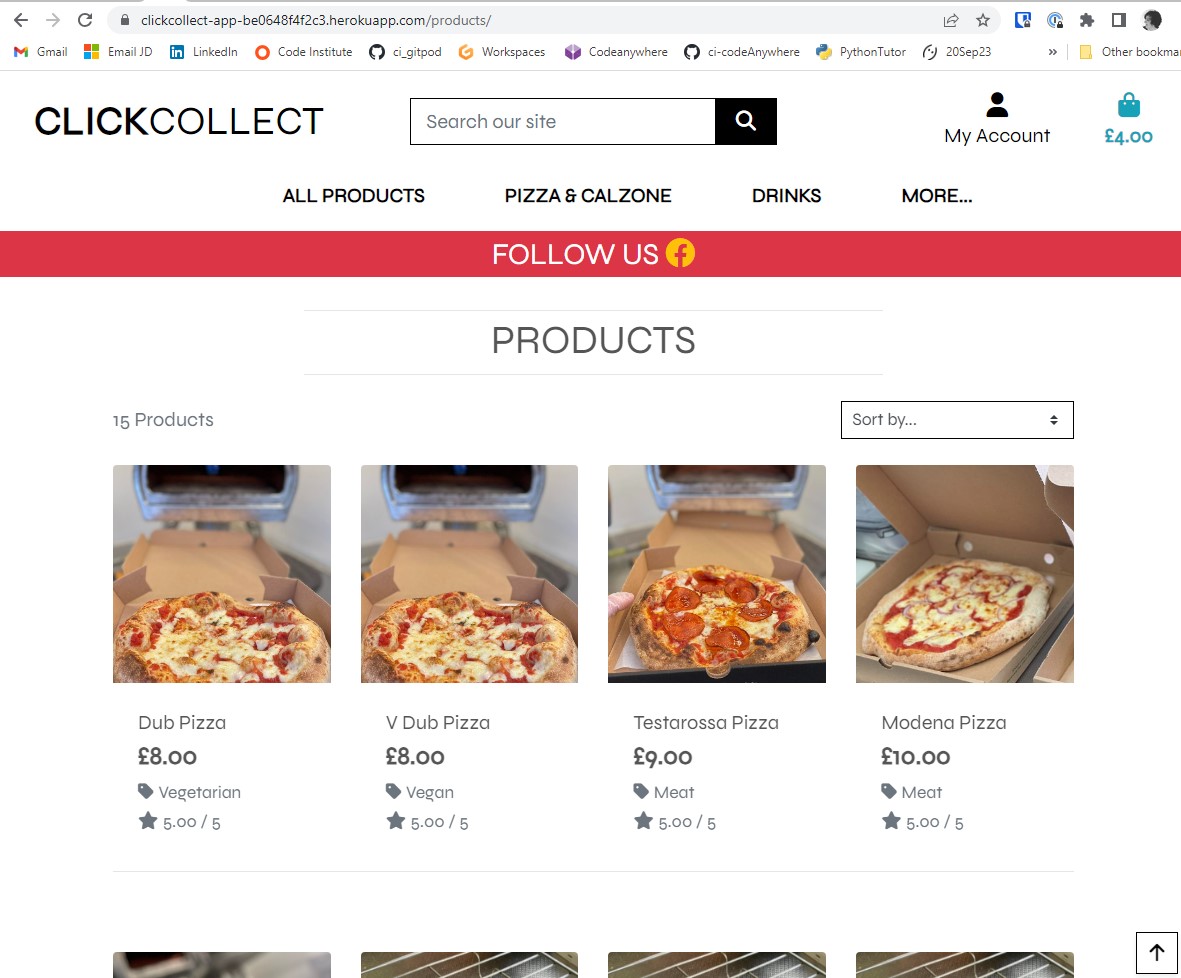 clickcollect-app-be0648f4f2c3.herokuapp.com/products/
Gmail Email JD LinkedIn Code Institute ci_gitpod Workspaces Codeanywhere ci-codeAnywhere PythonTutor 20Sep23 » Other bookma
CLICKCOLLECT
Search our site
My Account
£4.00
ALL PRODUCTS PIZZA & CALZONE DRINKS MORE...
FOLLOW US
PRODUCTS
15 Products
Sort by...
Dub Pizza V Dub Pizza Testarossa Pizza Modena Pizza
£8.00 £8.00 £9.00 £10.00
Vegetarian Vegan Meat Meat
5.00 / 5 5.00 / 5 5.00 / 5 5.00 / 5